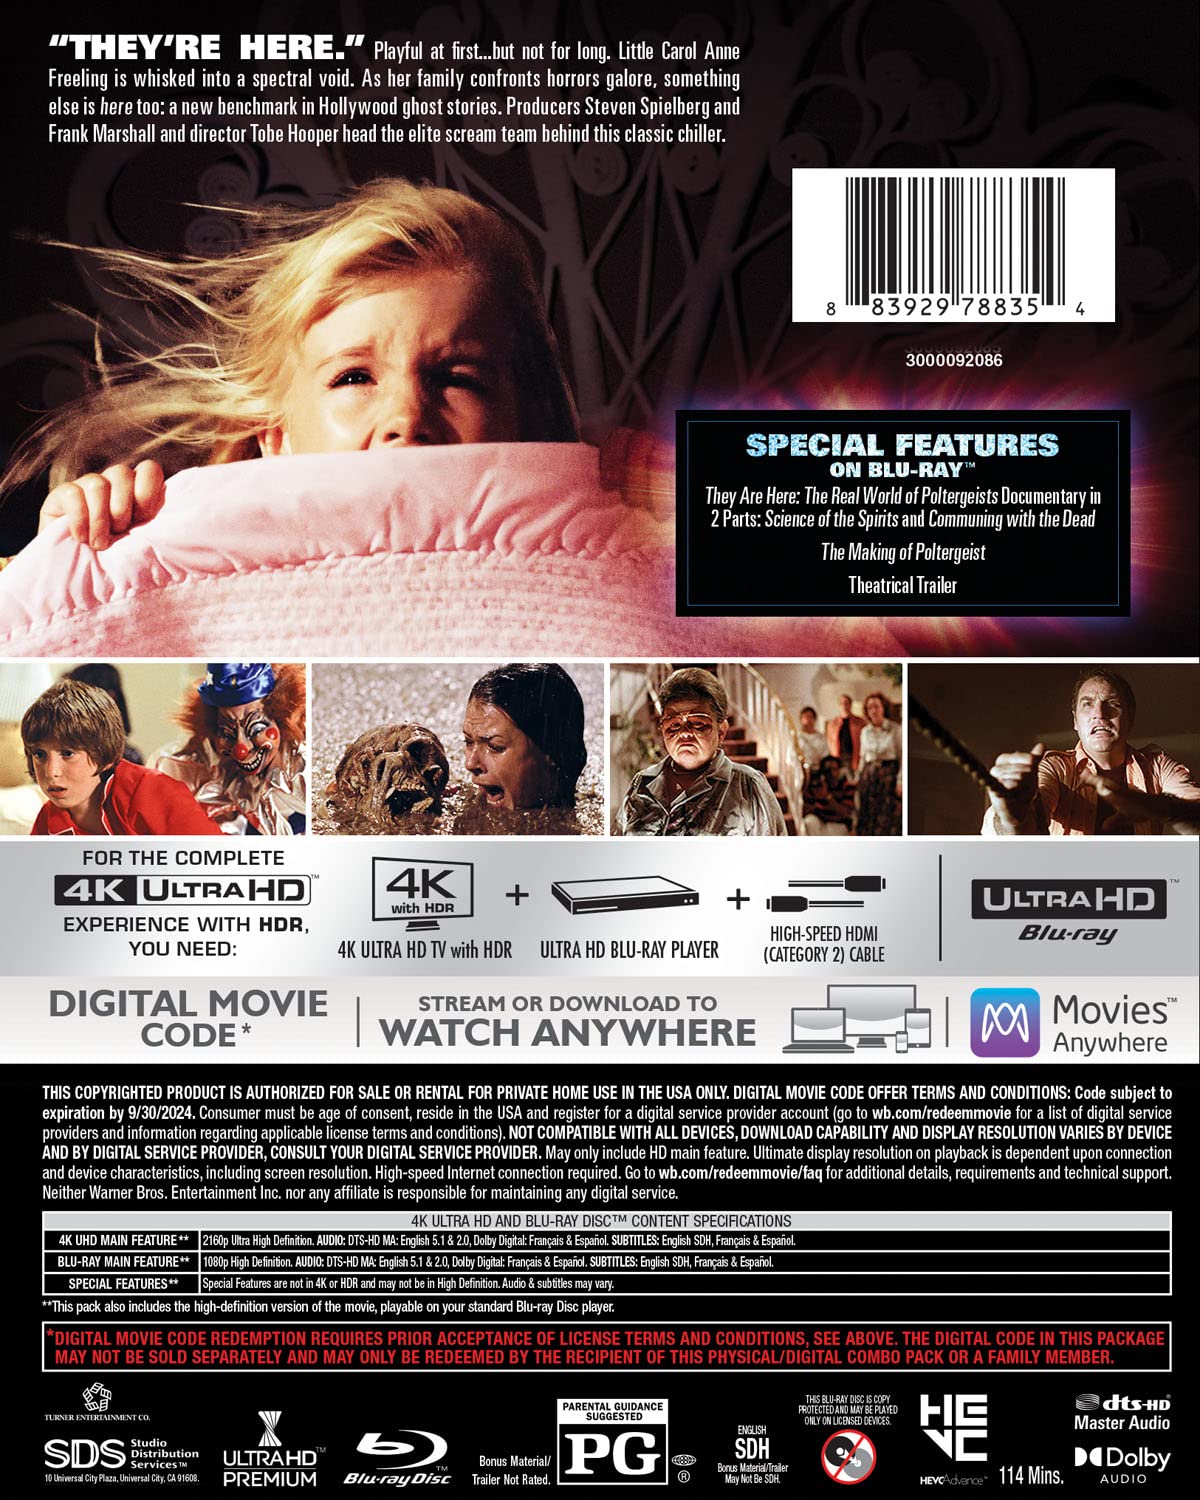 “THEY’RE HERE.” Playful at first...but not for long. Little Carol Anne
Freeling is whisked into a spectral void. As her family confronts horrors galore, something
else is here too: a new benchmark in Hollywood ghost stories. Producers Steven Spielberg and
Frank Marshall and director Tobe Hooper head the elite scream team behind this classic chiller.
8 83929 78835 4
3000092086
SPECIAL FEATURES
ON BLU-RAY™
They Are Here: The Real World of Poltergeists Documentary in
2 Parts: Science of the Spirits and Communing with the Dead
The Making of Poltergeist
Theatrical Trailer
FOR THE COMPLETE
4K ULTRA HD™
EXPERIENCE WITH HDR,
YOU NEED:
4K
with HDR
4K ULTRA HD TV with HDR
+
ULTRA HD BLU-RAY PLAYER
+
HIGH-SPEED HDMI
(CATEGORY 2) CABLE
ULTRA HD™
Blu-ray
DIGITAL MOVIE
CODE*
STREAM OR DOWNLOAD TO
WATCH ANYWHERE
Movies™
Anywhere
THIS COPYRIGHTED PRODUCT IS AUTHORIZED FOR SALE OR RENTAL FOR PRIVATE HOME USE IN THE USA ONLY. DIGITAL MOVIE CODE OFFER TERMS AND CONDITIONS: Code subject to
expiration by 9/30/2024. Consumer must be age of consent, reside in the USA and register for a digital service provider account (go to wb.com/redeemmovie for a list of digital service
providers and information regarding applicable license terms and conditions). NOT COMPATIBLE WITH ALL DEVICES, DOWNLOAD CAPABILITY AND DISPLAY RESOLUTION VARIES BY DEVICE
AND BY DIGITAL SERVICE PROVIDER, CONSULT YOUR DIGITAL SERVICE PROVIDER. May only include HD main feature. Ultimate display resolution on playback is dependent upon connection
and device characteristics, including screen resolution. High-speed Internet connection required. Go to wb.com/redeemmovie/faq for additional details, requirements and technical support.
Neither Warner Bros. Entertainment Inc. nor any affiliate is responsible for maintaining any digital service.
4K ULTRA HD AND BLU-RAY DISC™ CONTENT SPECIFICATIONS
4K UHD MAIN FEATURE** 2160p Ultra High Definition. AUDIO: DTS-HD MA: English 5.1 & 2.0, Dolby Digital: Français & Español. SUBTITLES: English SDH, Français & Español.
BLU-RAY MAIN FEATURE** 1080p High Definition. AUDIO: DTS-HD MA: English 5.1 & 2.0, Dolby Digital: Français & Español. SUBTITLES: English SDH, Français & Español.
SPECIAL FEATURES** Special Features are not in 4K or HDR and may not be in High Definition. Audio & subtitles may vary.
**This pack also includes the high-definition version of the movie, playable on your standard Blu-ray Disc player.
*DIGITAL MOVIE CODE REDEMPTION REQUIRES PRIOR ACCEPTANCE OF LICENSE TERMS AND CONDITIONS, SEE ABOVE. THE DIGITAL CODE IN THIS PACKAGE
MAY NOT BE SOLD SEPARATELY AND MAY ONLY BE REDEEMED BY THE RECIPIENT OF THIS PHYSICAL/DIGITAL COMBO PACK OR A FAMILY MEMBER.
TURNER ENTERTAINMENT CO.
SDS Studio
Distribution
Services™
10 Universal City Plaza, Universal City, CA 91608.
ULTRA HD™
PREMIUM
Blu-ray Disc™
Bonus Material/
Trailer Not Rated.
PARENTAL GUIDANCE
SUGGESTED
PG
®
ENGLISH
SDH
Bonus Material/Trailer
May Not Be SDH.
THIS BLU-RAY DISC IS COPY
PROTECTED AND MAY BE PLAYED
ONLY ON LICENSED DEVICES.
HEVC
HEVCAdvance™
114 Mins.
dts-HD®
Master Audio
Dolby
AUDIO